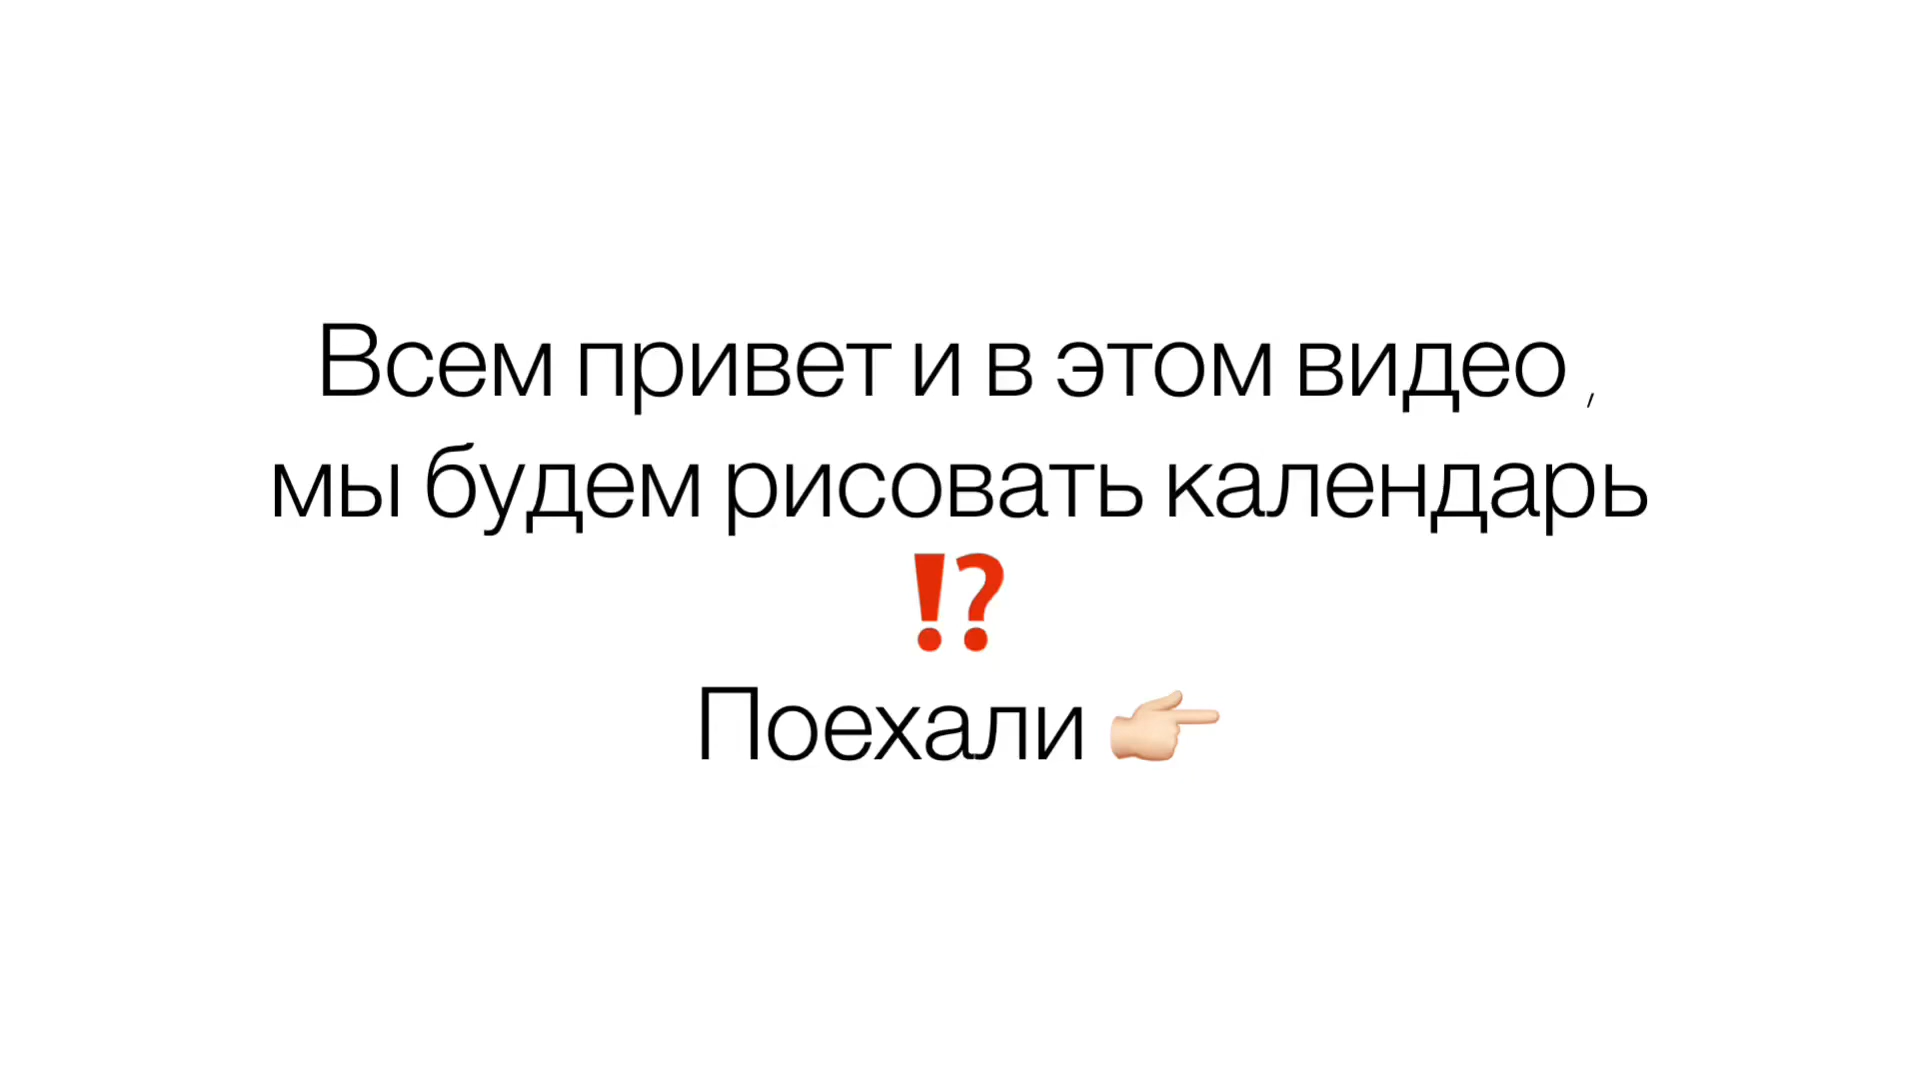 Всем привет и в этом видео ,
мы будем рисовать календарь
⁉️
Поехали 👉🏻